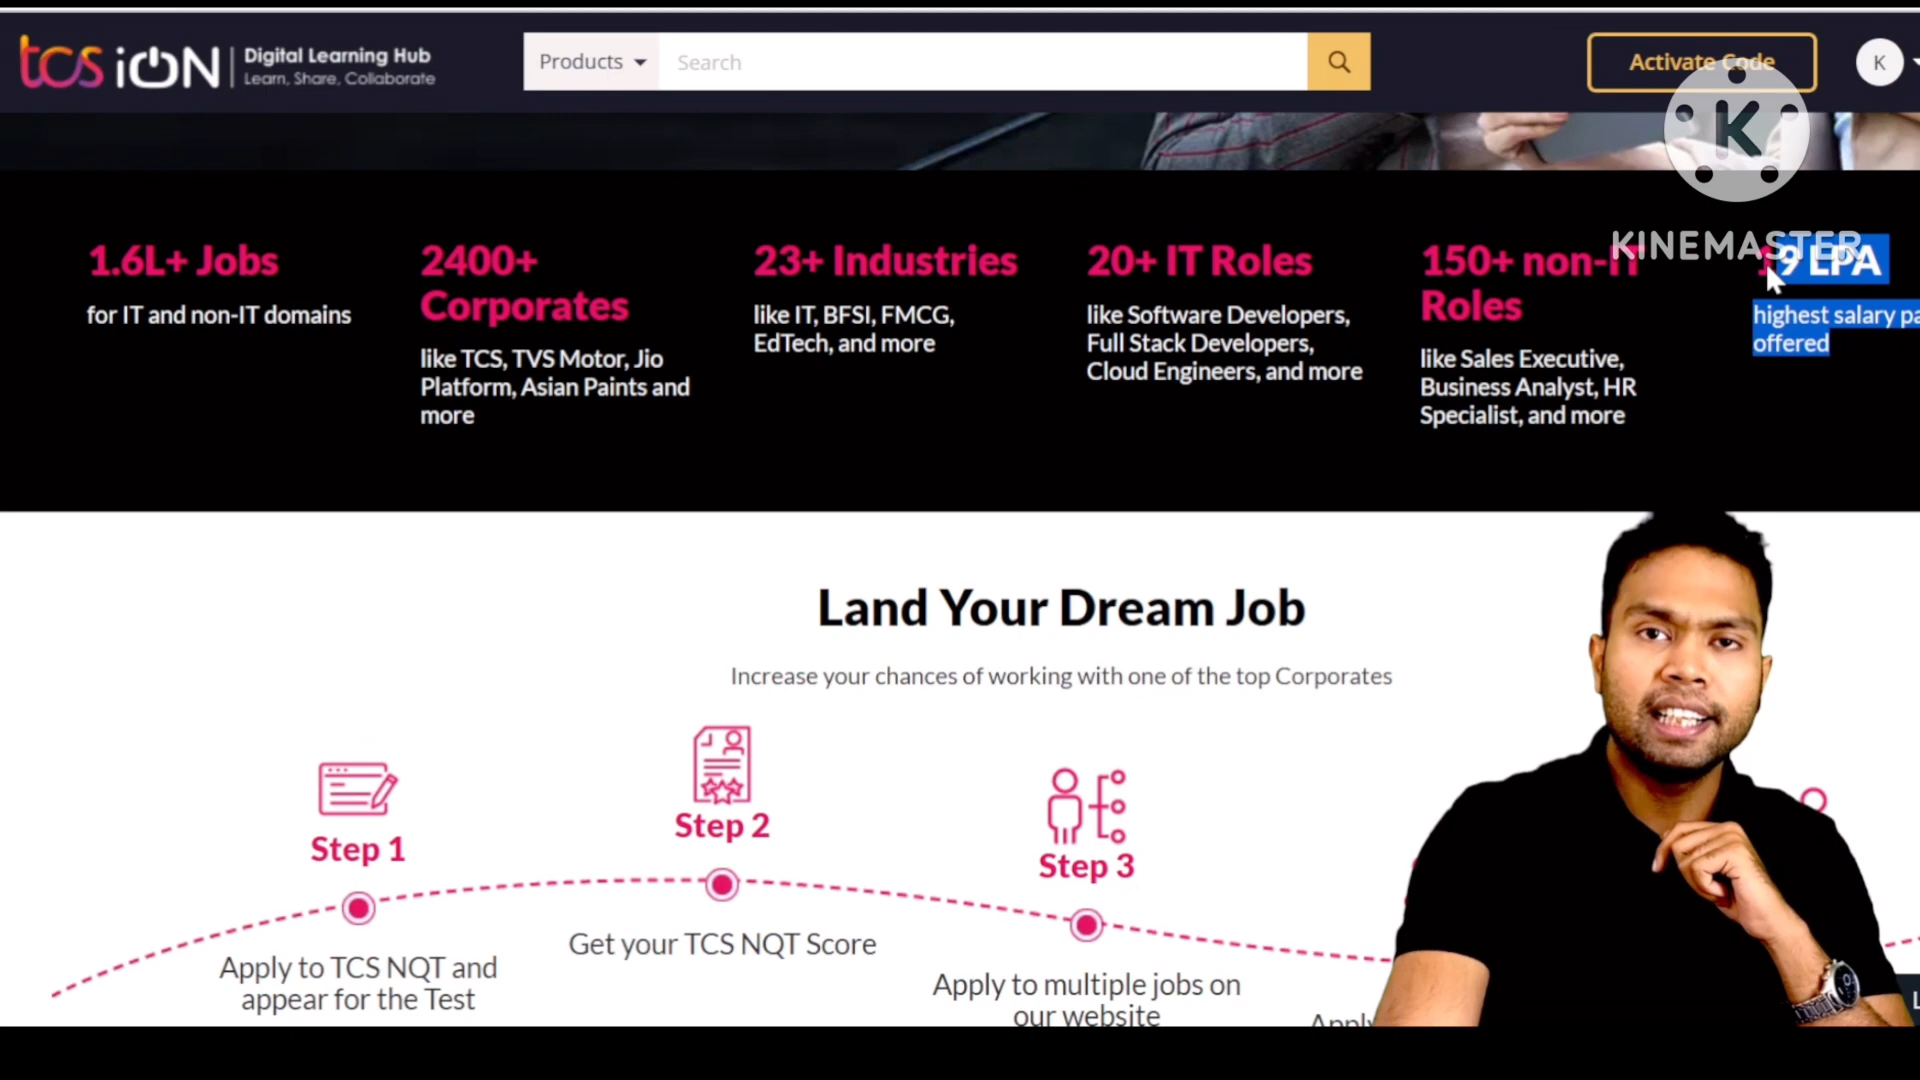 tcs iON | Digital Learning Hub
Learn, Share, Collaborate
Products
Search
Activate Code
K
K
KINEMASTER
1.6L+ Jobs
for IT and non-IT domains
2400+
Corporates
like TCS, TVS Motor, Jio
Platform, Asian Paints and
more
23+ Industries
like IT, BFSI, FMCG,
EdTech, and more
20+ IT Roles
like Software Developers,
Full Stack Developers,
Cloud Engineers, and more
150+ non-IT
Roles
like Sales Executive,
Business Analyst, HR
Specialist, and more
9 LPA
highest salary
offered
Land Your Dream Job
Increase your chances of working with one of the top Corporates
Step 1
Apply to TCS NQT and
appear for the Test
Step 2
Get your TCS NQT Score
Step 3
Apply to multiple jobs on
our website